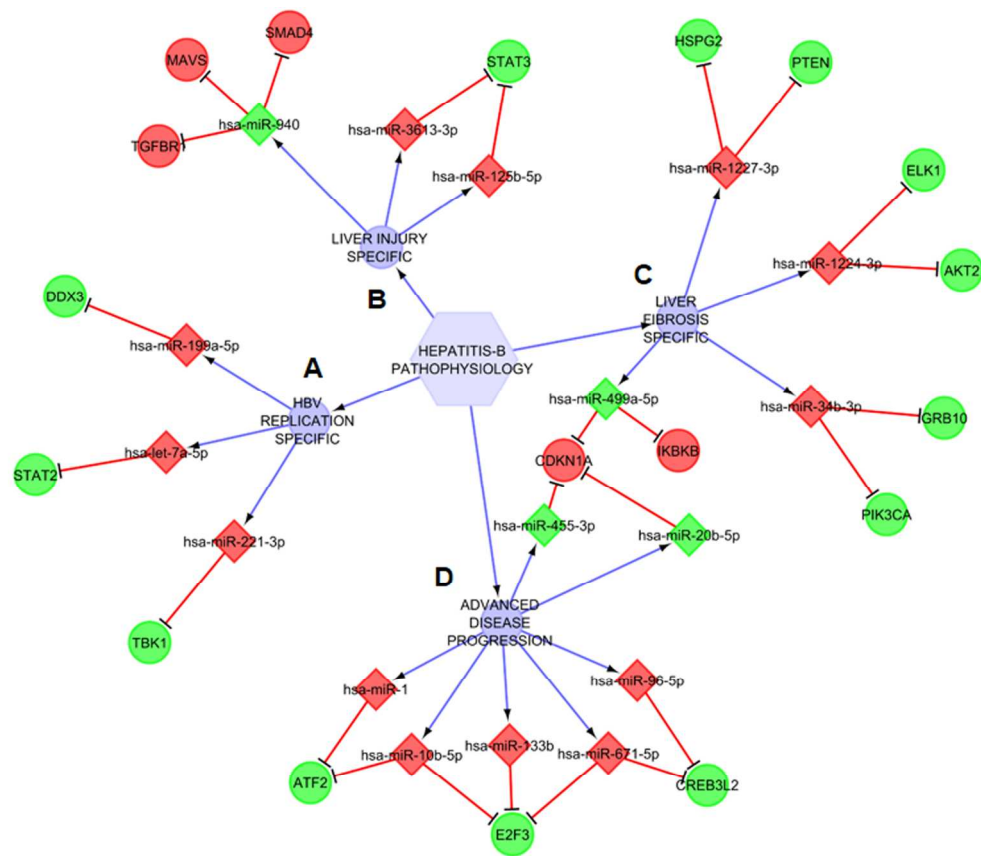 SMAD4
MAVS
hsa-miR-940
TGFBR
STAT3
hsa-miR-3613-3p
hsa-miR-125b-5p
LIVER INJURY
SPECIFIC
B
HSPG2
PTEN
hsa-miR-1227-3p
ELK1
hsa-miR-1224-3p
AKT2
C
LIVER
FIBROSIS
SPECIFIC
HEPATITIS-B
PATHOPHYSIOLOGY
DDX3
hsa-miR-199a-5p
A
HBV
REPLICATION
SPECIFIC
hsa-let-7a-5p
STAT2
hsa-miR-221-3p
TBK1
hsa-miR-499a-5p
CDKN1A
IKBKB
hsa-miR-34b-3p
GRB10
PIK3CA
hsa-miR-455-3p
hsa-miR-20b-5p
D
ADVANCED
DISEASE
PROGRESSION
hsa-miR-1
hsa-miR-96-5p
hsa-miR-10b-5p
hsa-miR-133b
hsa-miR-671-5p
ATF2
CREB3L2
E2F3